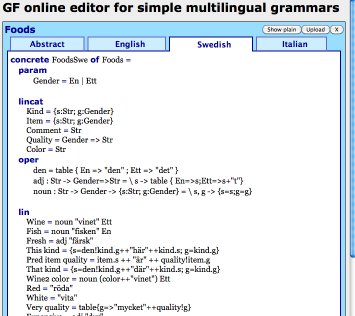 GF online editor for simple multilingual grammars
Foods
Show plain Upload X
Abstract English Swedish Italian
concrete FoodsSwe of Foods =
param
Gender = En | Ett
lincat
Kind = {s:Str; g:Gender}
Item = {s:Str; g:Gender}
Comment = Str
Quality = Gender => Str
Color = Str
oper
den = table { En => "den" ; Ett => "det" }
adj : Str -> Gender=>Str = \ s -> table { En=>s;Ett=>s+"t"}
noun : Str -> Gender -> {s:Str; g:Gender} = \ s, g -> {s=s;g=g}
lin
Wine = noun "vinet" Ett
Fish = noun "fisken" En
Fresh = adj "färsk"
This kind = {s=den!kind.g++"här"++kind.s; g=kind.g}
Pred item quality = item.s ++ "är" ++ quality!item.g
That kind = {s=den!kind.g++"där"++kind.s; g=kind.g}
Wine2 color = noun (color++"vinet") Ett
Red = "röda"
White = "vita"
Very quality = table{g=>"mycket"++quality!g}